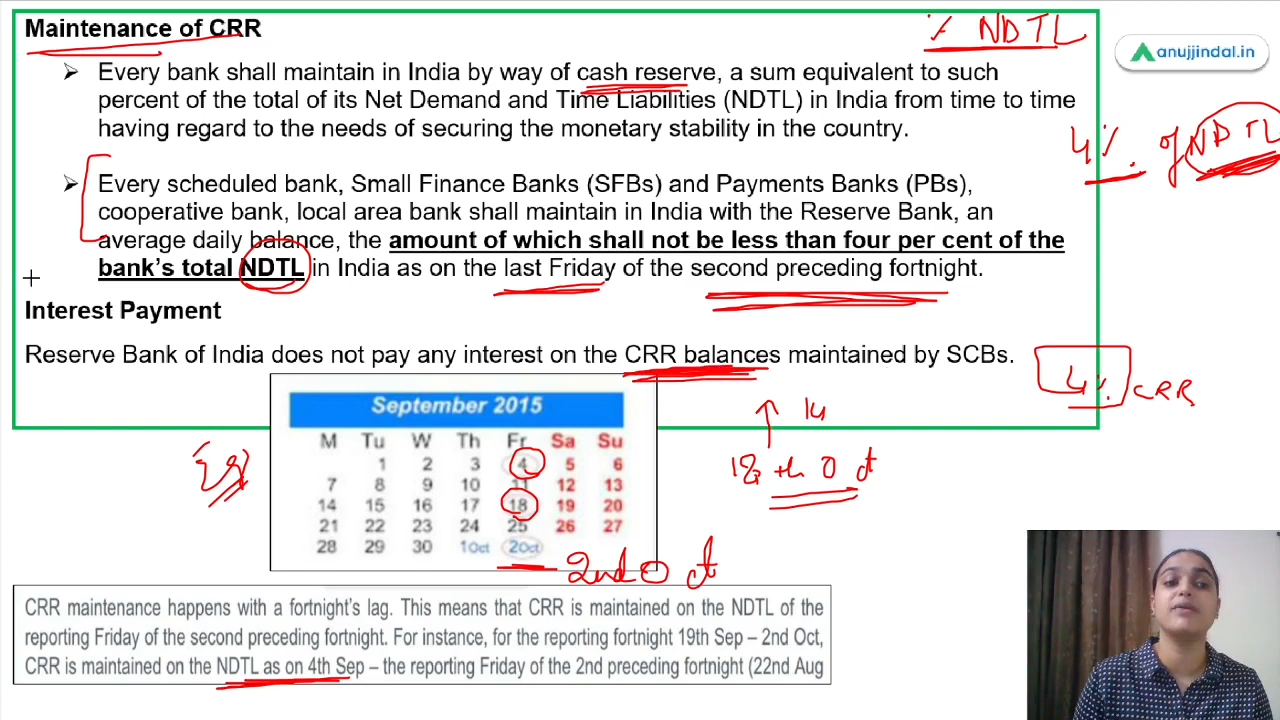 Maintenance of CRR
% NDTL
anujjindal.in
➢ Every bank shall maintain in India by way of cash reserve, a sum equivalent to such
percent of the total of its Net Demand and Time Liabilities (NDTL) in India from time to time
having regard to the needs of securing the monetary stability in the country.
4% of NDTL
➢ Every scheduled bank, Small Finance Banks (SFBs) and Payments Banks (PBs),
cooperative bank, local area bank shall maintain in India with the Reserve Bank, an
average daily balance, the amount of which shall not be less than four per cent of the
bank's total NDTL in India as on the last Friday of the second preceding fortnight.
Interest Payment
Reserve Bank of India does not pay any interest on the CRR balances maintained by SCBs.
4% CRR
September 2015
M Tu W Th Fr Sa Su
1 2 3 4 5 6
7 8 9 10 11 12 13
14 15 16 17 18 19 20
21 22 23 24 25 26 27
28 29 30 1Oct 2Oct
Eg
14
18th Oct
2nd Oct
CRR maintenance happens with a fortnight's lag. This means that CRR is maintained on the NDTL of the
reporting Friday of the second preceding fortnight. For instance, for the reporting fortnight 19th Sep – 2nd Oct,
CRR is maintained on the NDTL as on 4th Sep – the reporting Friday of the 2nd preceding fortnight (22nd Aug